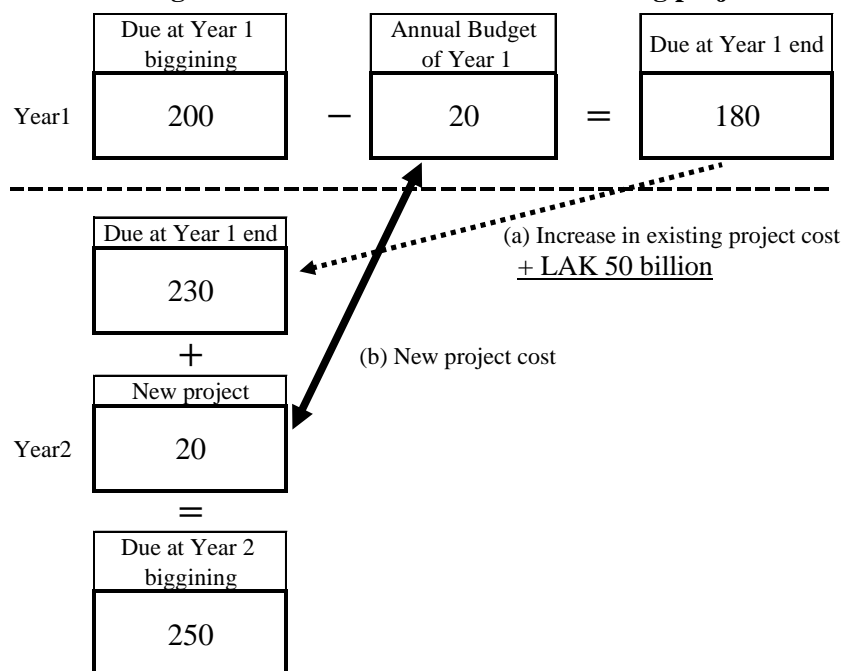 Due at Year 1
biggining
Annual Budget
of Year 1
Due at Year 1 end
Year1
200
−
20
=
180
Due at Year 1 end
(a) Increase in existing project cost
+ LAK 50 billion
230
+
(b) New project cost
New project
Year2
20
=
Due at Year 2
biggining
250